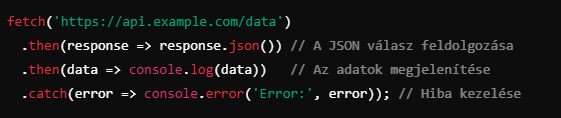 fetch('https://api.example.com/data')
  .then(response => response.json()) // A JSON válasz feldolgozása
  .then(data => console.log(data))   // Az adatok megjelenítése
  .catch(error => console.error('Error:', error)); // Hiba kezelése